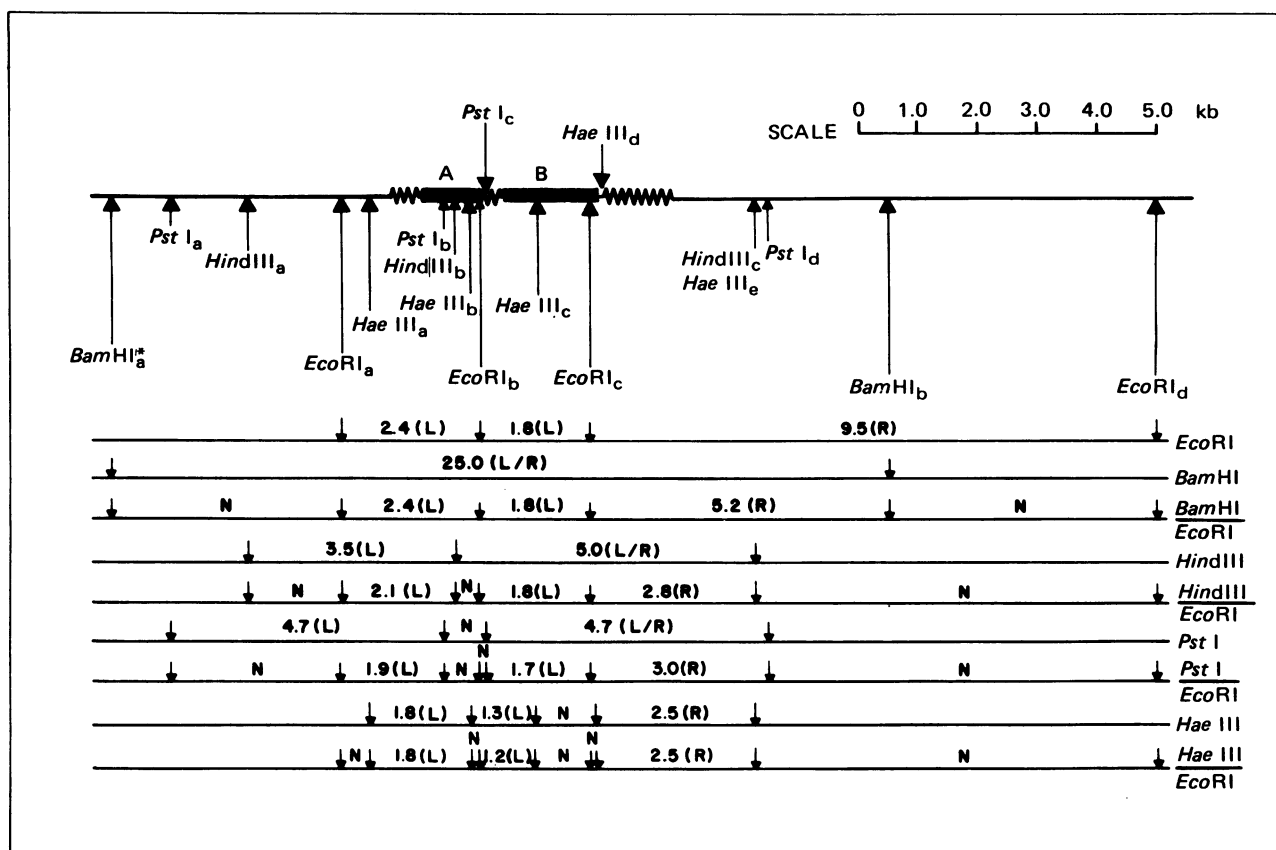 0 1.0 2.0 3.0 4.0 5.0 kb
SCALE
Pst Ic
Hae IIId
A B
Pst Ia
HindIIIa
Pst Ib
HindIIIb
Hae IIIb
Hae IIIa
Hae IIIc
HindIIIc
Hae IIIe
Pst Id
BamHIa*
EcoRIa
EcoRIb
EcoRIc
BamHIb
EcoRId
2.4 (L) 1.8 (L) 9.5 (R) EcoRI
25.0 (L/R) BamHI
N 2.4 (L) 1.8 (L) 5.2 (R) N BamHI
EcoRI
3.5 (L) 5.0 (L/R) HindIII
N 2.1 (L) N 1.8(L) 2.8(R) N HindIII
EcoRI
4.7 (L) N 4.7 (L/R) Pst I
N
N 1.9(L) N 1.7(L) 3.0(R) N Pst I
EcoRI
1.8(L) 1.3(L) N 2.5 (R) Hae III
N N
N 1.8(L) 1.2(L) N 2.5(R) N Hae III
EcoRI